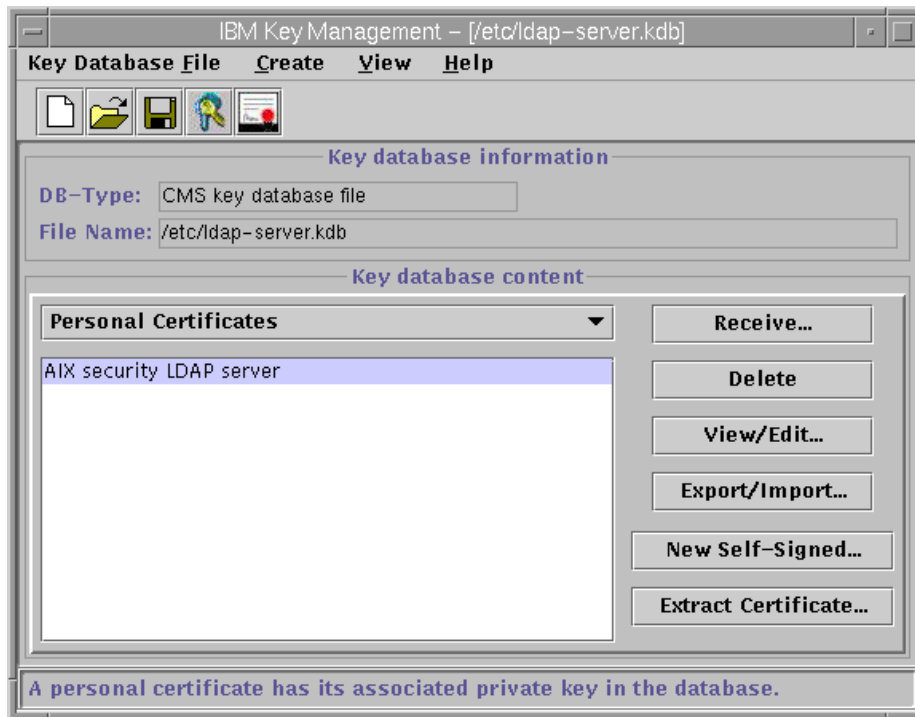 IBM Key Management – [/etc/ldap–server.kdb]
Key Database File Create View Help
Key database information
DB–Type: CMS key database file
File Name: /etc/ldap–server.kdb
Key database content
Personal Certificates
Receive...
AIX security LDAP server
Delete
View/Edit...
Export/Import...
New Self–Signed...
Extract Certificate...
A personal certificate has its associated private key in the database.